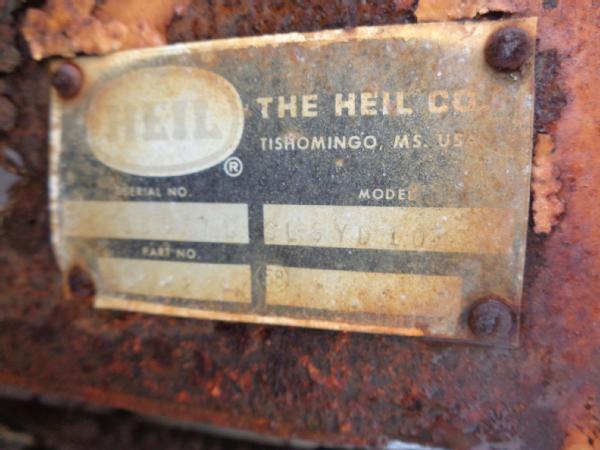 HEIL
®
THE HEIL CO.
TISHOMINGO, MS. US
SERIAL NO.
MODEL
PART NO.